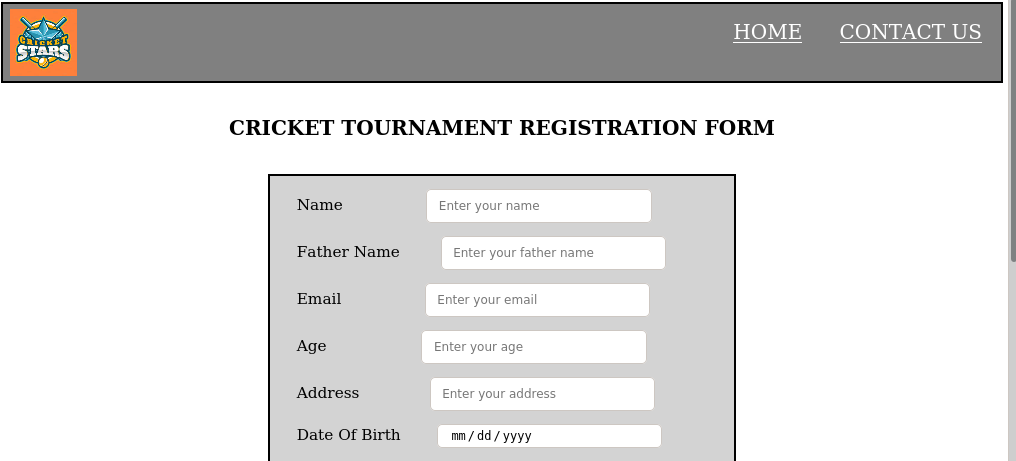 CRICKET
STARS
HOME CONTACT US
CRICKET TOURNAMENT REGISTRATION FORM
Name Enter your name
Father Name Enter your father name
Email Enter your email
Age Enter your age
Address Enter your address
Date Of Birth mm/dd/yyyy